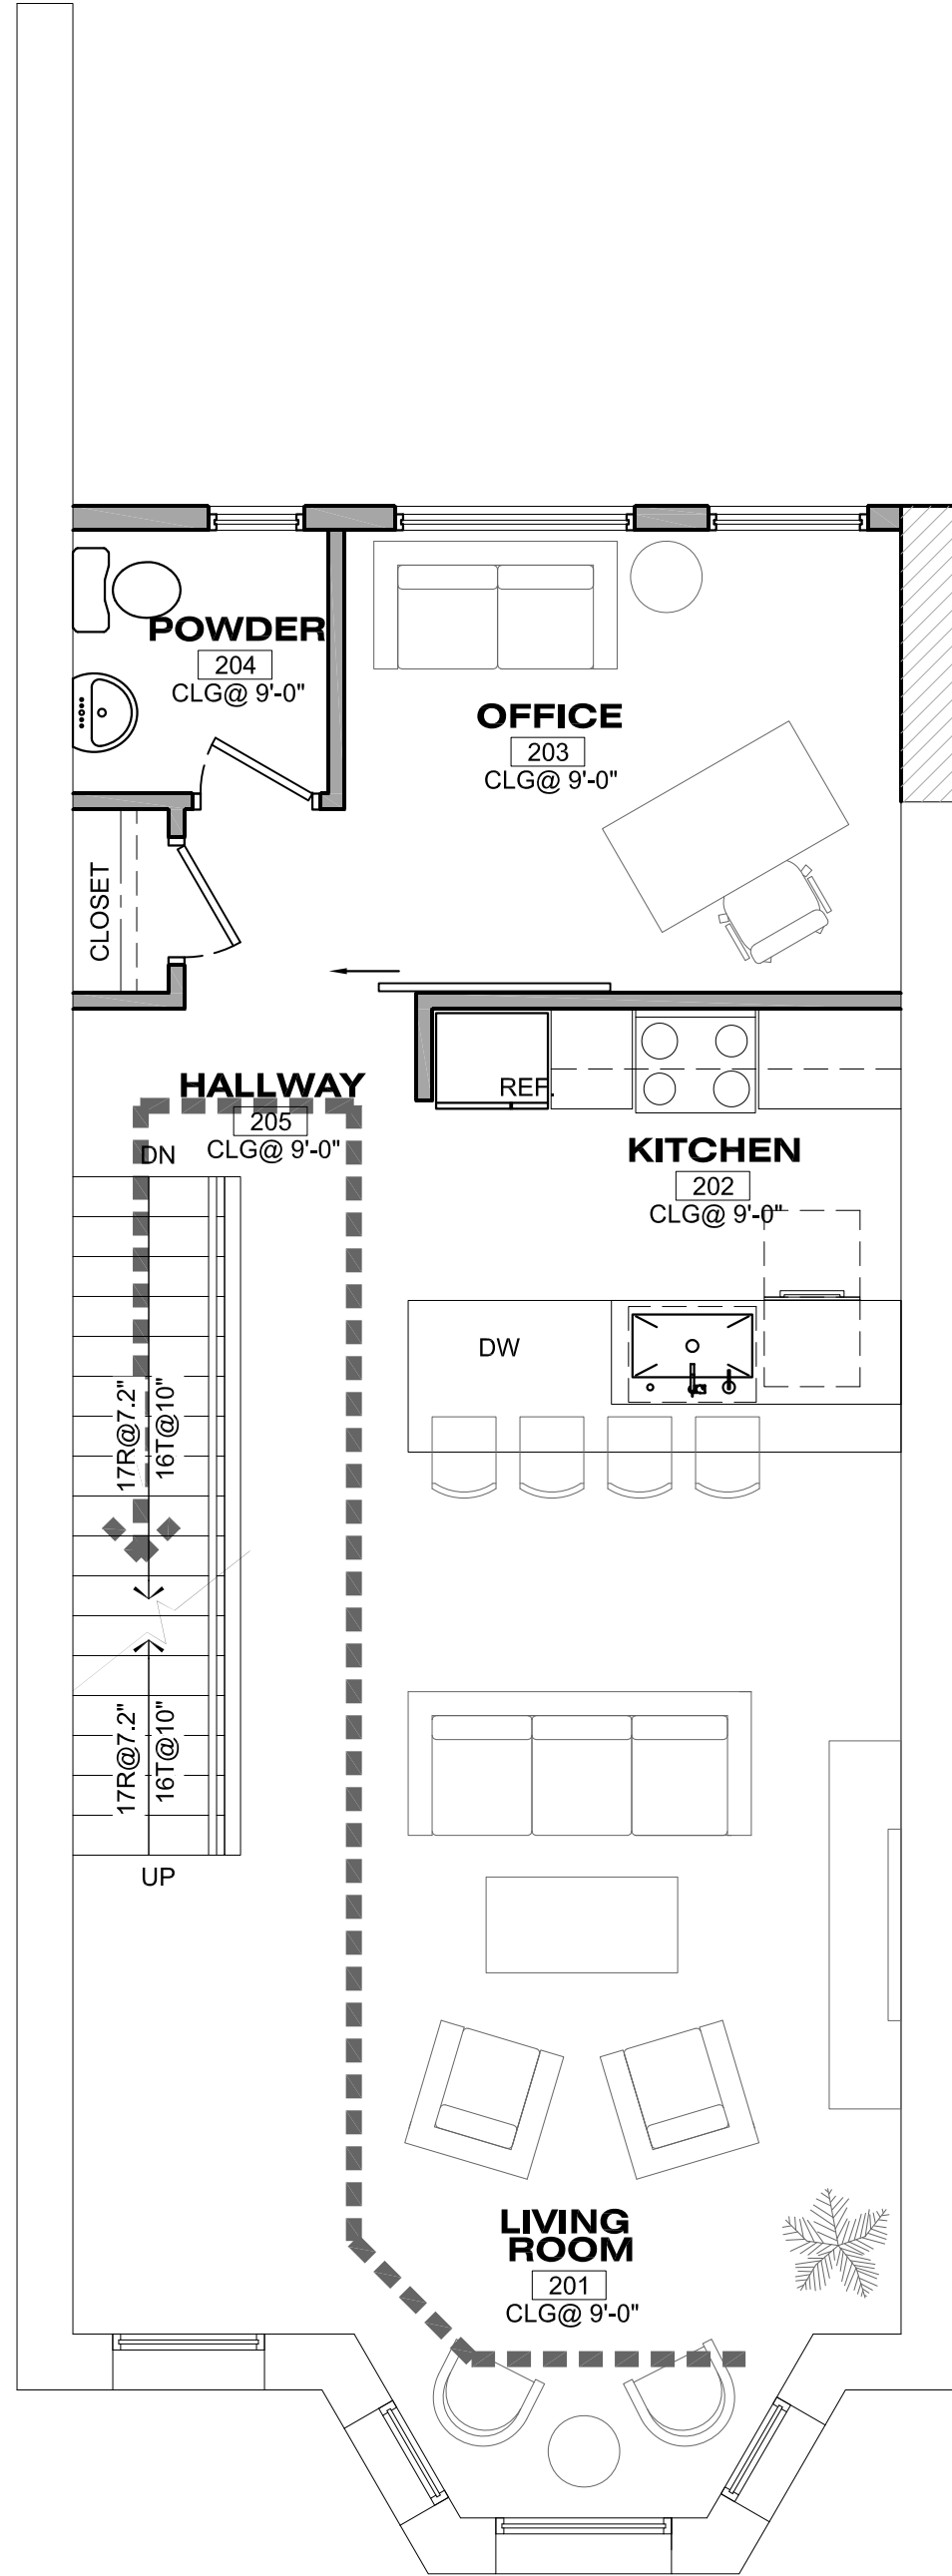 POWDER
204
CLG@ 9'-0"
OFFICE
203
CLG@ 9'-0"
CLOSET
HALLWAY
205
CLG@ 9'-0"
REF.
KITCHEN
202
CLG@ 9'-0"
DN
DW
17R@7.2"
16T@10"
17R@7.2"
16T@10"
UP
LIVING
ROOM
201
CLG@ 9'-0"